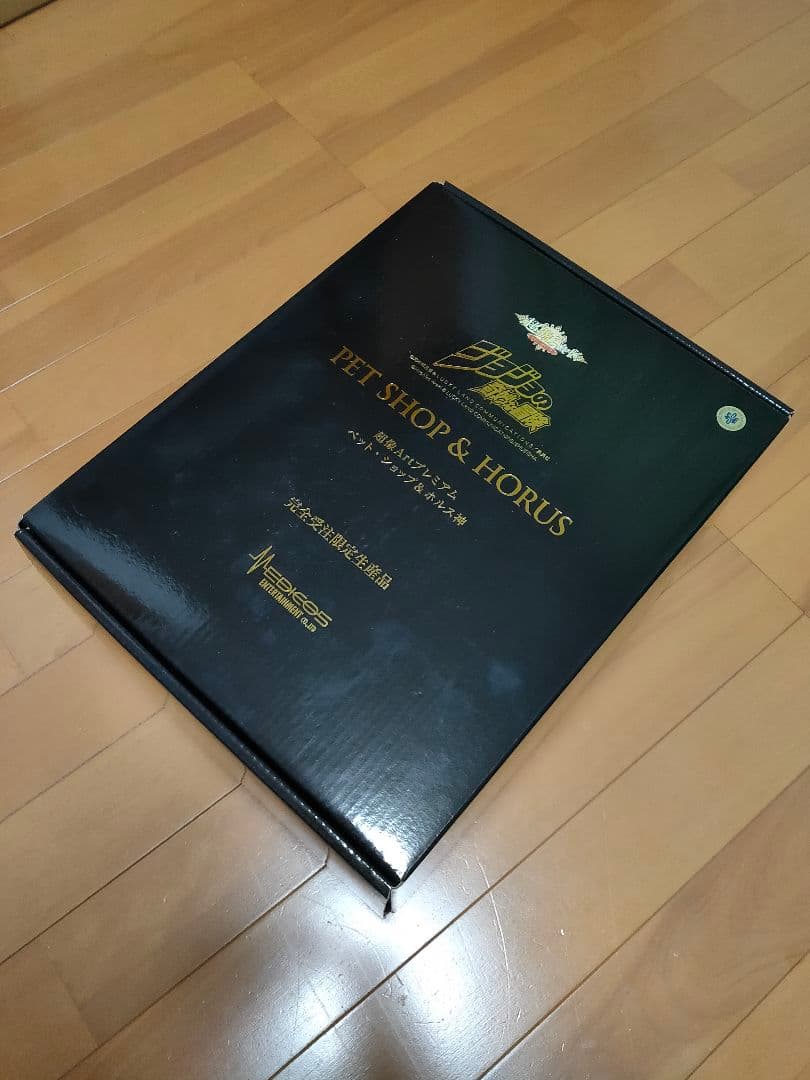 ジョジョの
奇妙な冒険
PET SHOP & HORUS
超像Artプレミアム
ペット・ショップ&ホルス神
完全受注限定生産品
MEDICOS
ENTERTAINMENT CO.,LTD